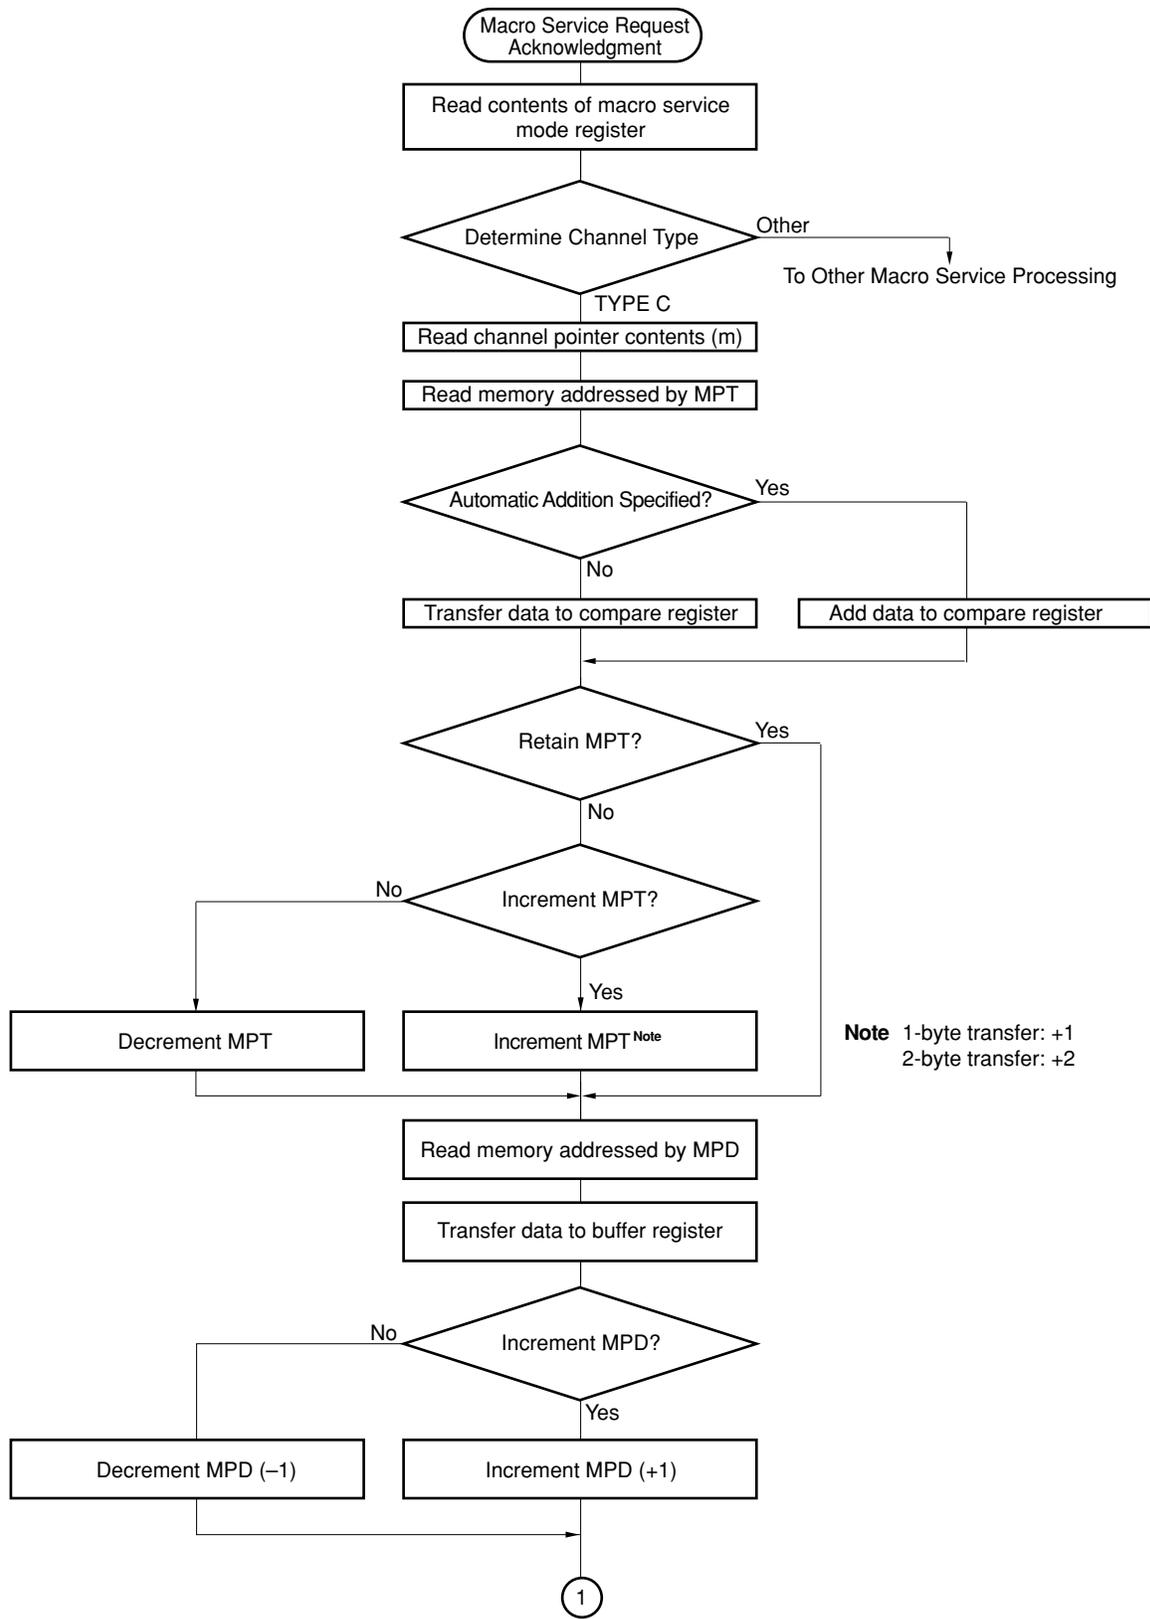 Macro Service Request
Acknowledgment
Read contents of macro service
mode register
Determine Channel Type
Other
To Other Macro Service Processing
TYPE C
Read channel pointer contents (m)
Read memory addressed by MPT
Automatic Addition Specified?
Yes
No
Transfer data to compare register
Add data to compare register
Retain MPT?
Yes
No
Increment MPT?
No
Yes
Decrement MPT
Increment MPT Note
Note 1-byte transfer: +1
2-byte transfer: +2
Read memory addressed by MPD
Transfer data to buffer register
Increment MPD?
No
Yes
Decrement MPD (–1)
Increment MPD (+1)
1